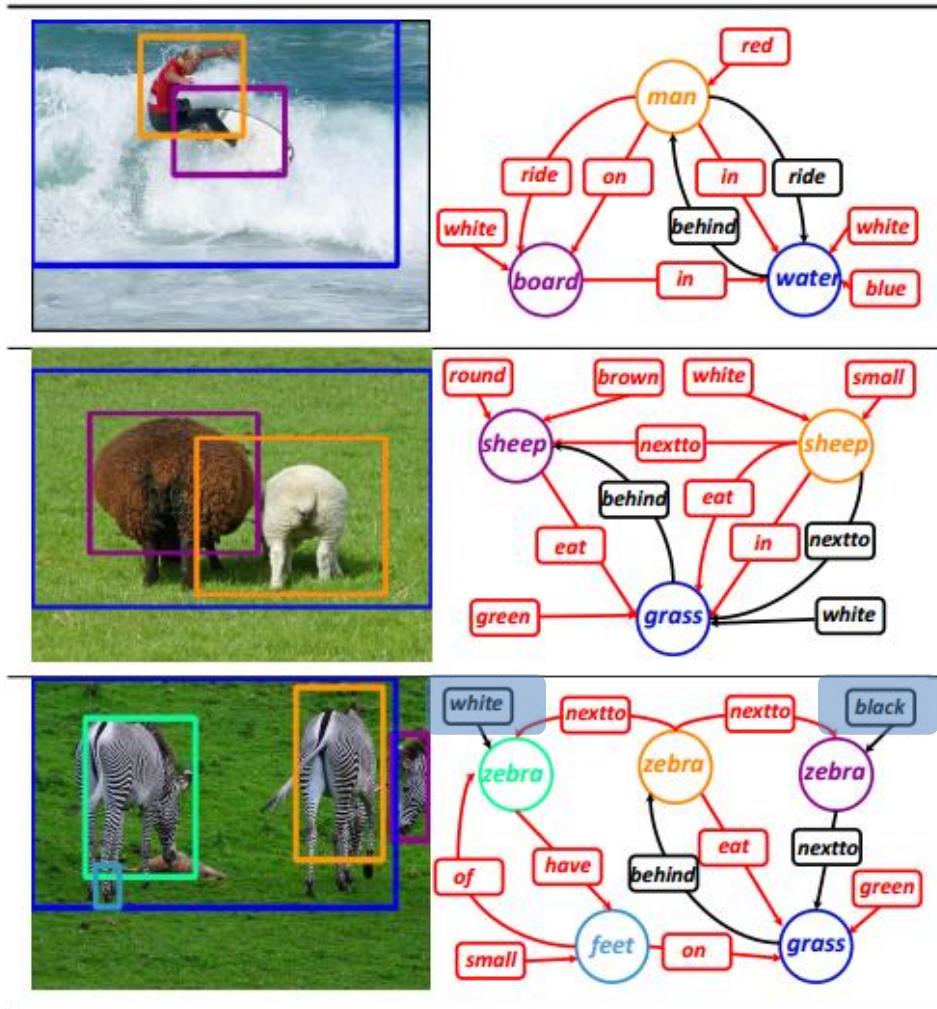 red
man
ride
on
in
ride
behind
white
white
board
in
water
blue
round
brown
white
small
sheep
nextto
sheep
behind
eat
eat
in
nextto
green
grass
white
white
nextto
nextto
black
zebra
zebra
zebra
of
have
behind
eat
nextto
green
small
feet
on
grass